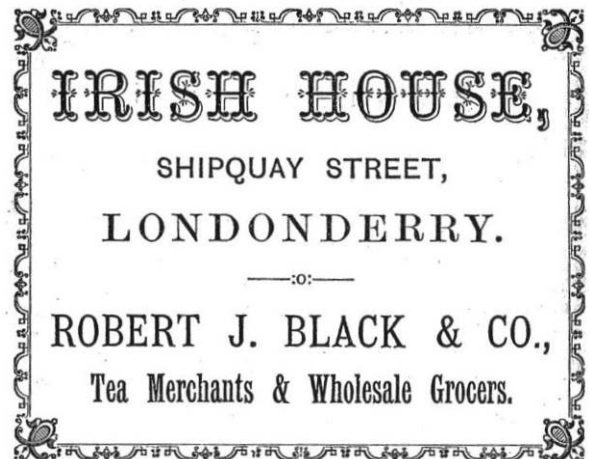 IRISH HOUSE,
SHIPQUAY STREET,
LONDONDERRY.
:o:
ROBERT J. BLACK & CO.,
Tea Merchants & Wholesale Grocers.